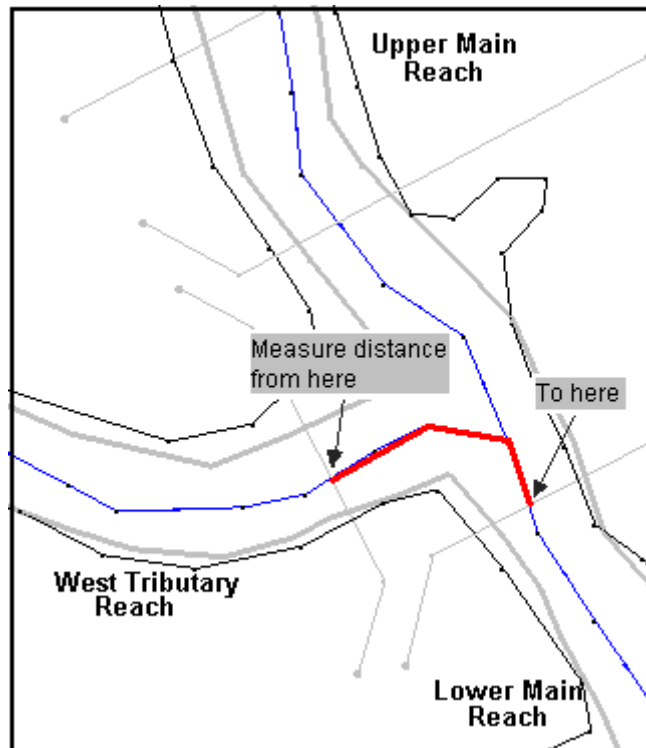 Upper Main
Reach
Measure distance
from here
To here
West Tributary
Reach
Lower Main
Reach